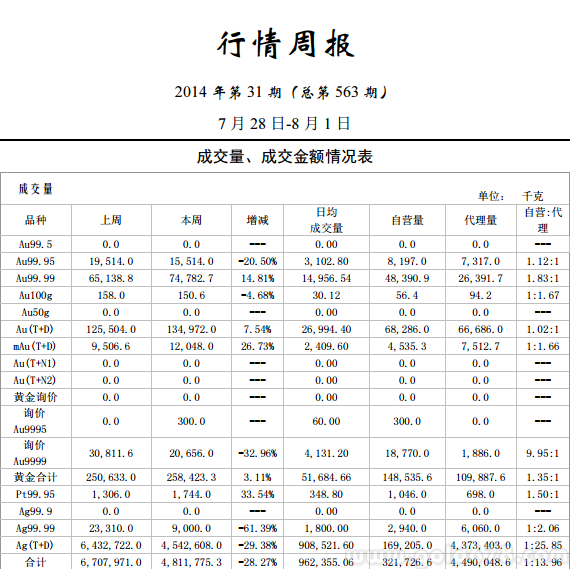 行情周报
2014 年第 31 期（总第 563 期）
7 月 28 日-8 月 1 日
成交量、成交金额情况表
成交量
单位： 千克
品种 上周 本周 增减 日均成交量 自营量 代理量 自营:代理
Au99.5 0.0 0.0 --- 0.00 0.0 0.0 ---
Au99.95 19,514.0 15,514.0 -20.50% 3,102.80 8,197.0 7,317.0 1.12:1
Au99.99 65,138.8 74,782.7 14.81% 14,956.54 48,390.9 26,391.7 1.83:1
Au100g 158.0 150.6 -4.68% 30.12 56.4 94.2 1:1.67
Au50g 0.0 0.0 --- 0.00 0.0 0.0 ---
Au(T+D) 125,504.0 134,972.0 7.54% 26,994.40 68,286.0 66,686.0 1.02:1
mAu(T+D) 9,506.6 12,048.0 26.73% 2,409.60 4,535.3 7,512.7 1:1.66
Au(T+N1) 0.0 0.0 --- 0.00 0.0 0.0 ---
Au(T+N2) 0.0 0.0 --- 0.00 0.0 0.0 ---
黄金询价 0.0 0.0 --- 0.00 0.0 0.0 ---
询价Au9995 0.0 300.0 --- 60.00 300.0 0.0 ---
询价Au9999 30,811.6 20,656.0 -32.96% 4,131.20 18,770.0 1,886.0 9.95:1
黄金合计 250,633.0 258,423.3 3.11% 51,684.66 148,535.6 109,887.6 1.35:1
Pt99.95 1,306.0 1,744.0 33.54% 348.80 1,046.0 698.0 1.50:1
Ag99.9 0.0 0.0 --- 0.00 0.0 0.0 ---
Ag99.99 23,310.0 9,000.0 -61.39% 1,800.00 2,940.0 6,060.0 1:2.06
Ag(T+D) 6,432,722.0 4,542,608.0 -29.38% 908,521.60 169,205.0 4,373,403.0 1:25.85
合计 6,707,971.0 4,811,775.3 -28.27% 962,355.06 321,726.6 4,490,048.6 1:13.96